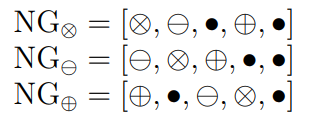 NG⊗ = [⊗, ⊖, •, ⊕, •]
NG⊖ = [⊖, ⊗, ⊕, •, •]
NG⊕ = [⊕, •, ⊖, ⊗, •]